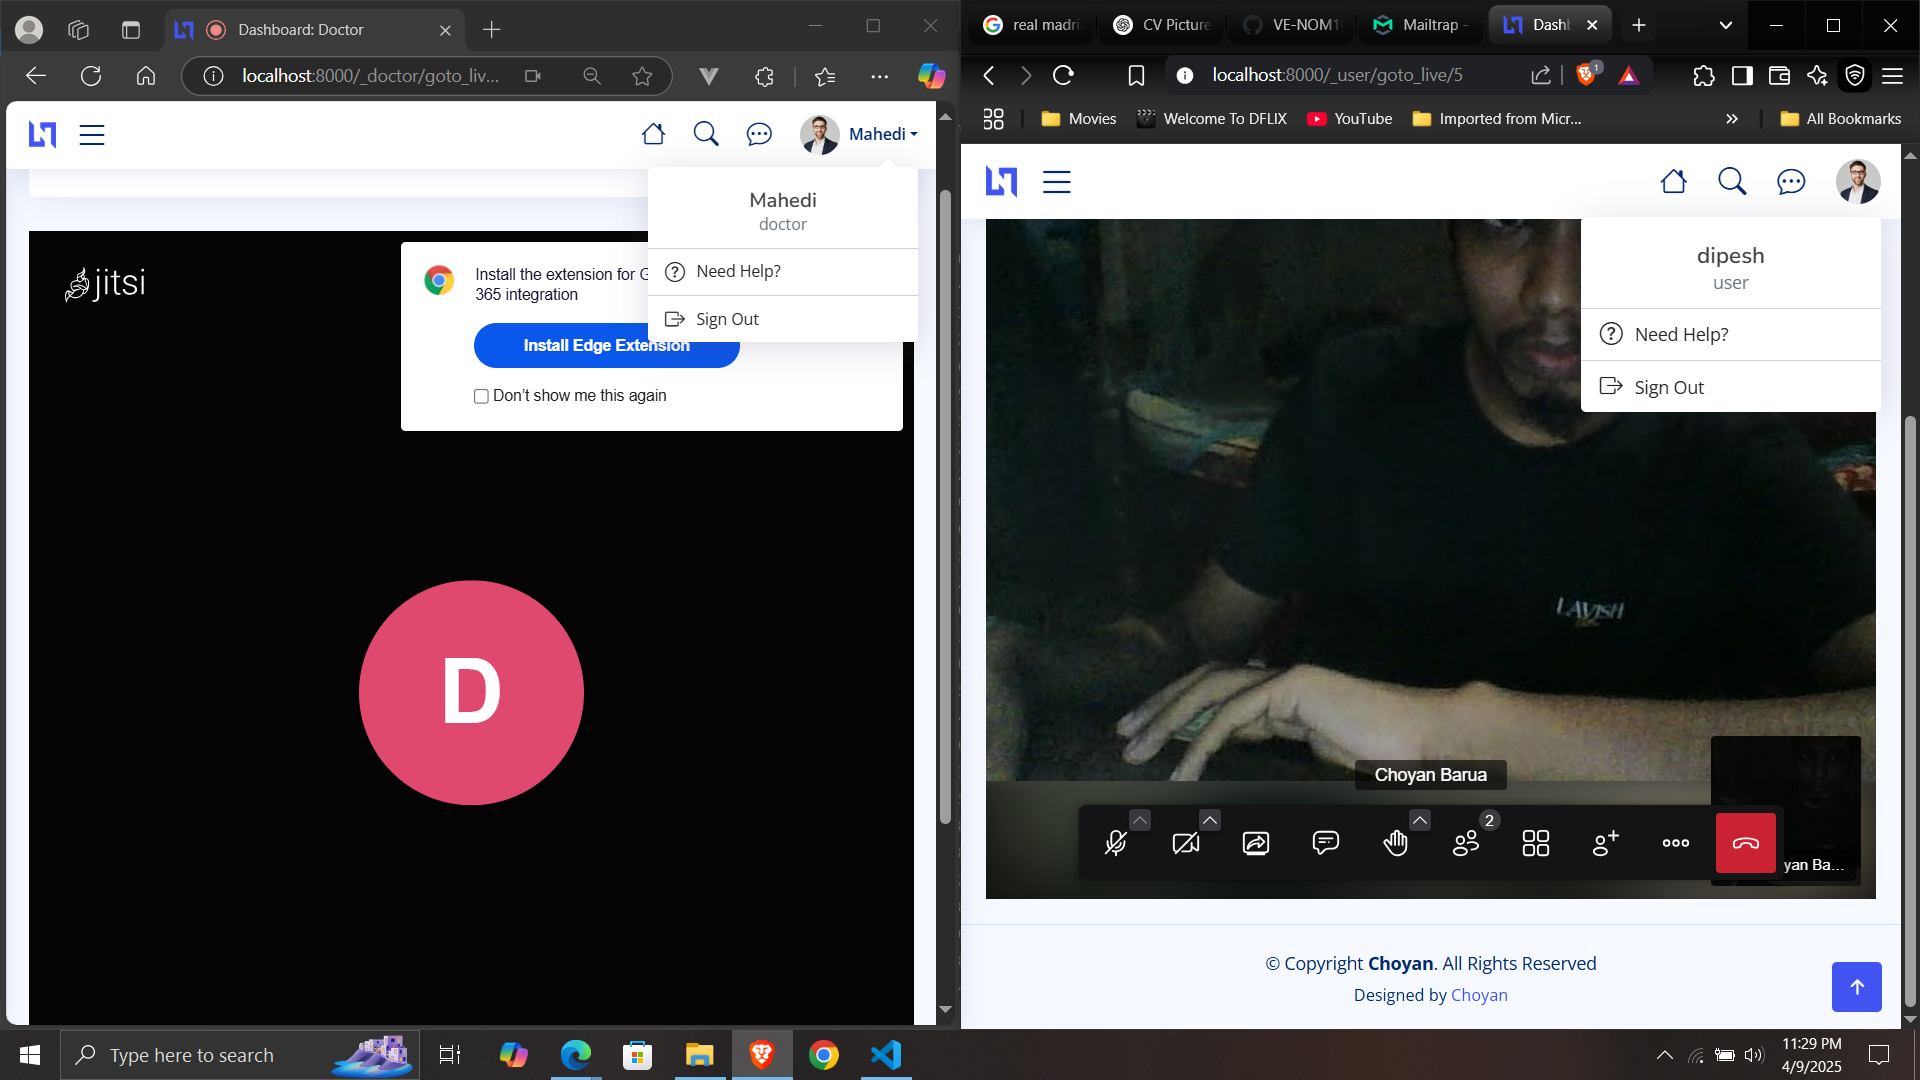 Dashboard: Doctor
localhost:8000/_doctor/goto_liv...
Mahedi
Mahedi
doctor
Need Help?
Sign Out
jitsi
Install the extension for G
365 integration
Install Edge Extension
Don't show me this again
D
real madri
CV Picture
VE-NOM1
Mailtrap -
Dashb
localhost:8000/_user/goto_live/5
1
Movies
Welcome To DFLIX
YouTube
Imported from Micr...
All Bookmarks
dipesh
user
Need Help?
Sign Out
LAVISH
Choyan Barua
2
yan Ba...
© Copyright Choyan. All Rights Reserved
Designed by Choyan
Type here to search
11:29 PM
4/9/2025